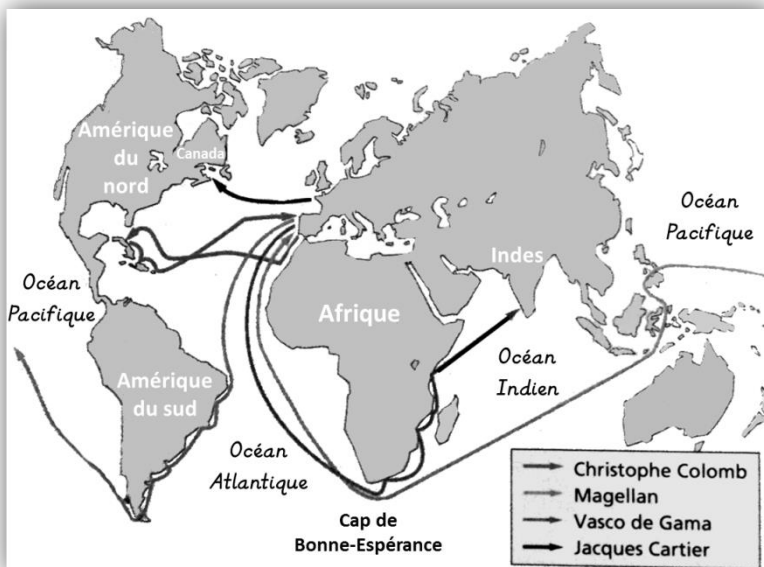 Amérique
du
nord
Canada
Océan
Pacifique
Océan
Pacifique
Indes
Afrique
Amérique
du sud
Océan
Indien
Océan
Atlantique
Cap de
Bonne-Espérance
Christophe Colomb
Magellan
Vasco de Gama
Jacques Cartier